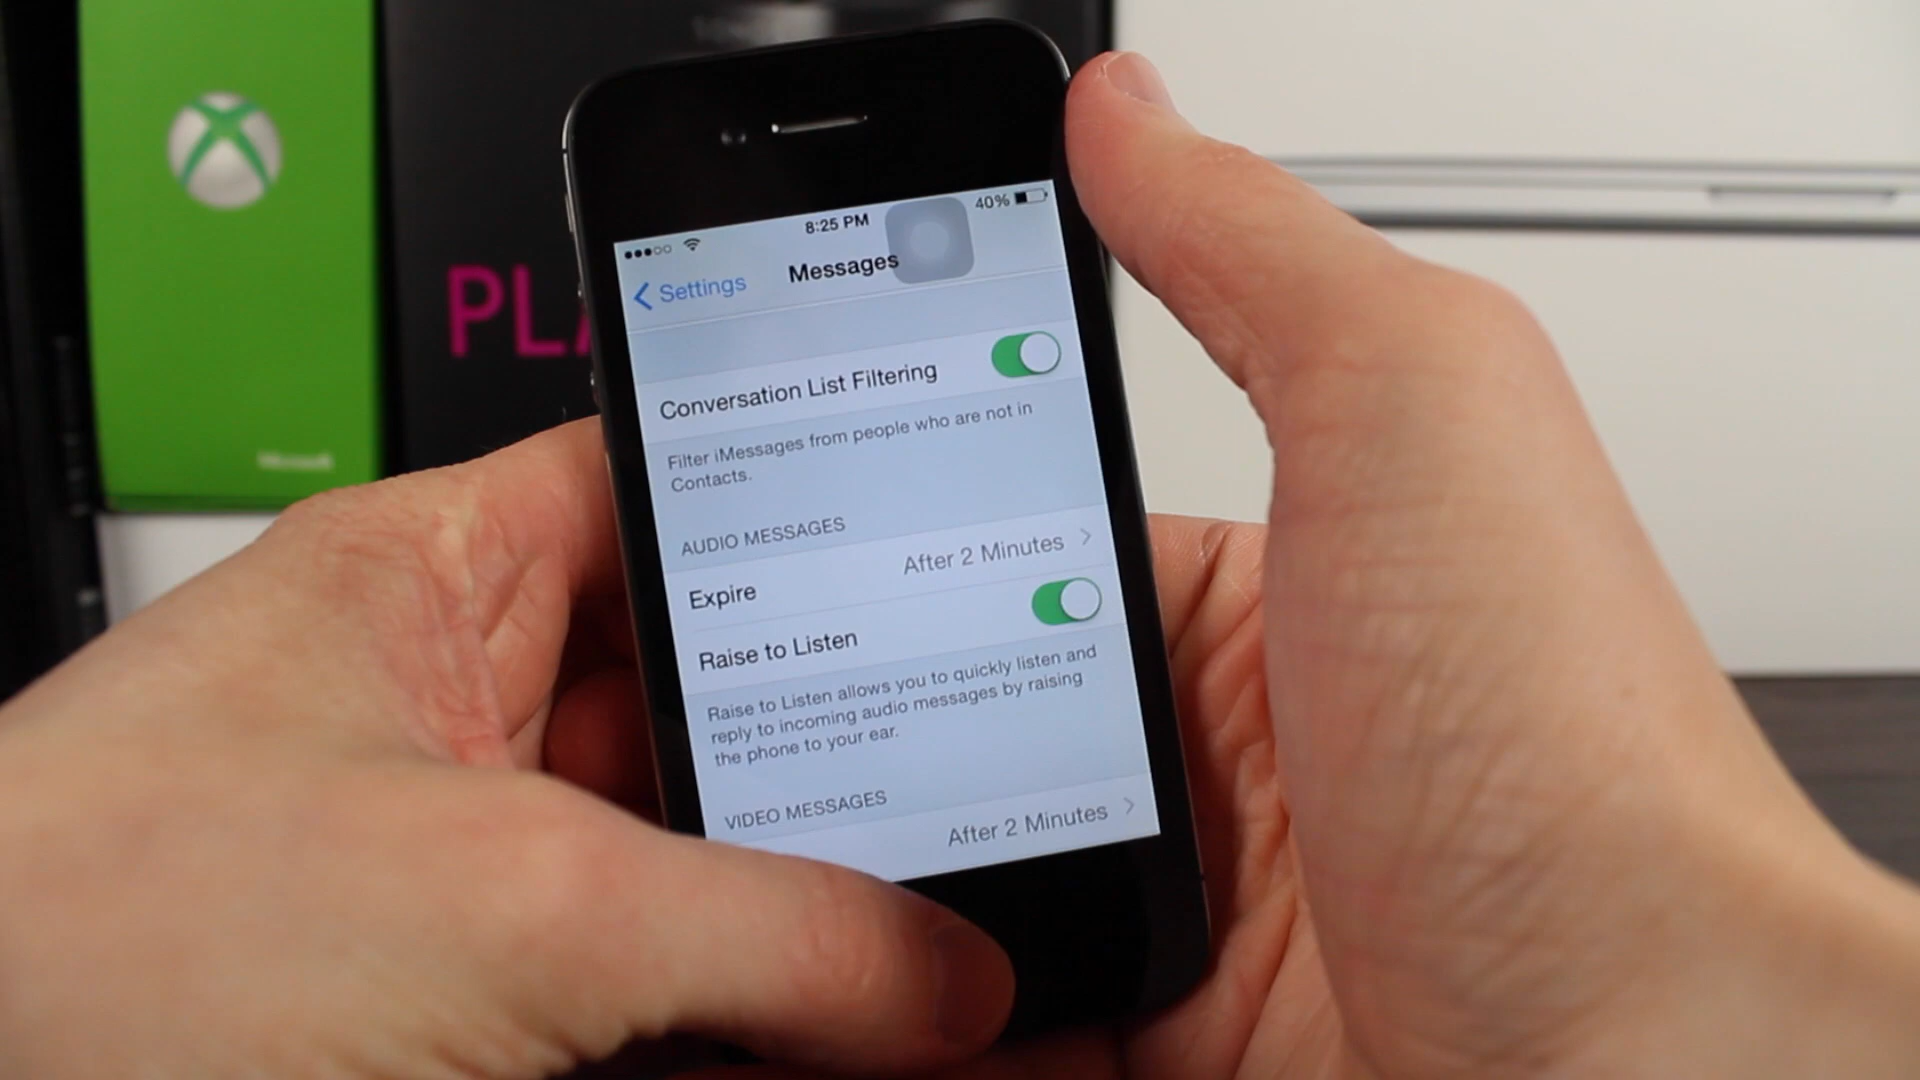 8:25 PM
40%
Settings
Messages
Conversation List Filtering
Filter iMessages from people who are not in
Contacts.
AUDIO MESSAGES
Expire
After 2 Minutes
Raise to Listen
Raise to Listen allows you to quickly listen and
reply to incoming audio messages by raising
the phone to your ear.
VIDEO MESSAGES
After 2 Minutes
PLA
Microsoft